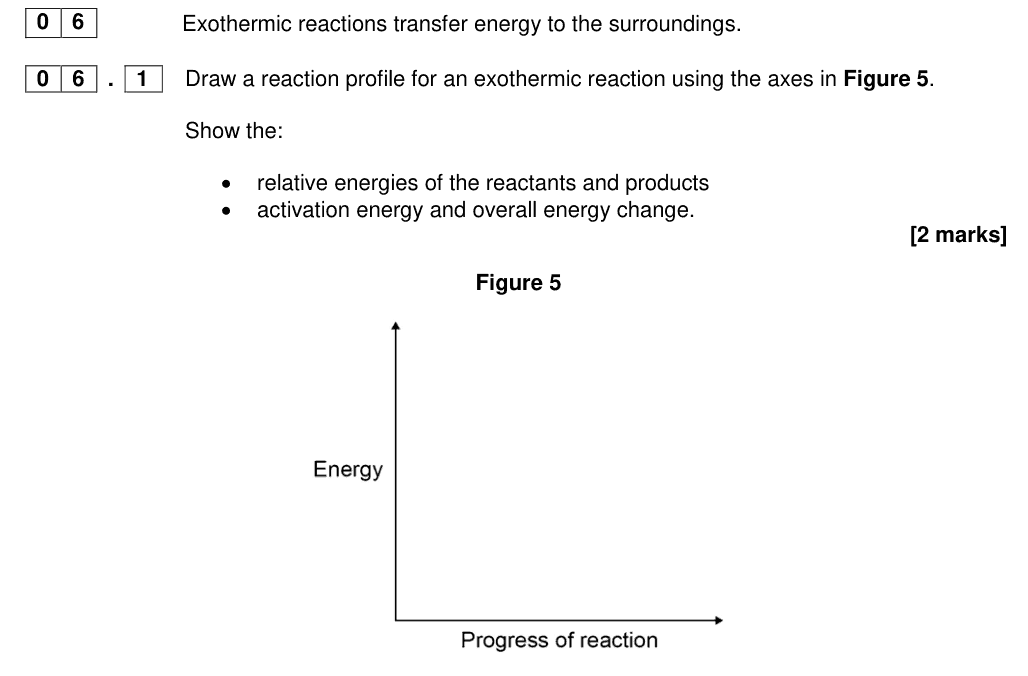 0 6 Exothermic reactions transfer energy to the surroundings.
0 6 . 1 Draw a reaction profile for an exothermic reaction using the axes in Figure 5.
Show the:
• relative energies of the reactants and products
• activation energy and overall energy change.
[2 marks]
Figure 5
Energy
Progress of reaction